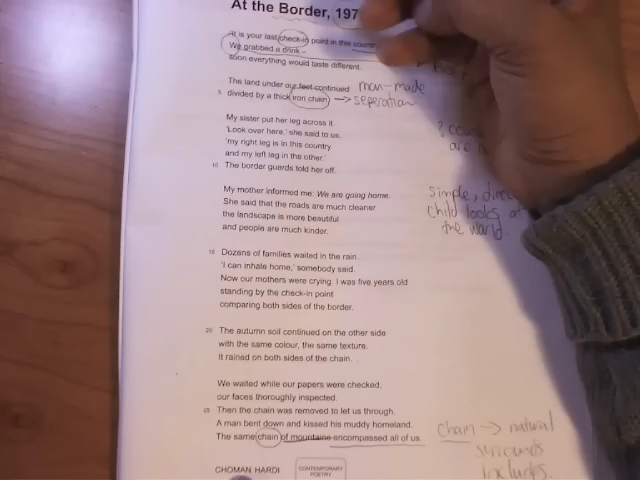 At the Border, 197
'It is your last check-in point in this
We grabbed a drink –
soon everything would taste different.
The land under our feet continued man-made
5 divided by a thick iron chain. → seperation
My sister put her leg across it.
'Look over here,' she said to us,
'my right leg is in this country
and my left leg in the other.'
10 The border guards told her off.
are
My mother informed me: We are going home.
She said that the roads are much cleaner
the landscape is more beautiful
and people are much kinder.
simple,
child looks
the world
15 Dozens of families waited in the rain.
'I can inhale home,' somebody said.
Now our mothers were crying. I was five years old
standing by the check-in point
comparing both sides of the border.
20 The autumn soil continued on the other side
with the same colour, the same texture.
It rained on both sides of the chain.
We waited while our papers were checked,
our faces thoroughly inspected.
25 Then the chain was removed to let us through.
A man bent down and kissed his muddy homeland.
The same chain of mountains encompassed all of us.
chain → natural
surrounds
includes.
CHOMAN HARDI
CONTEMPORARY
POETRY